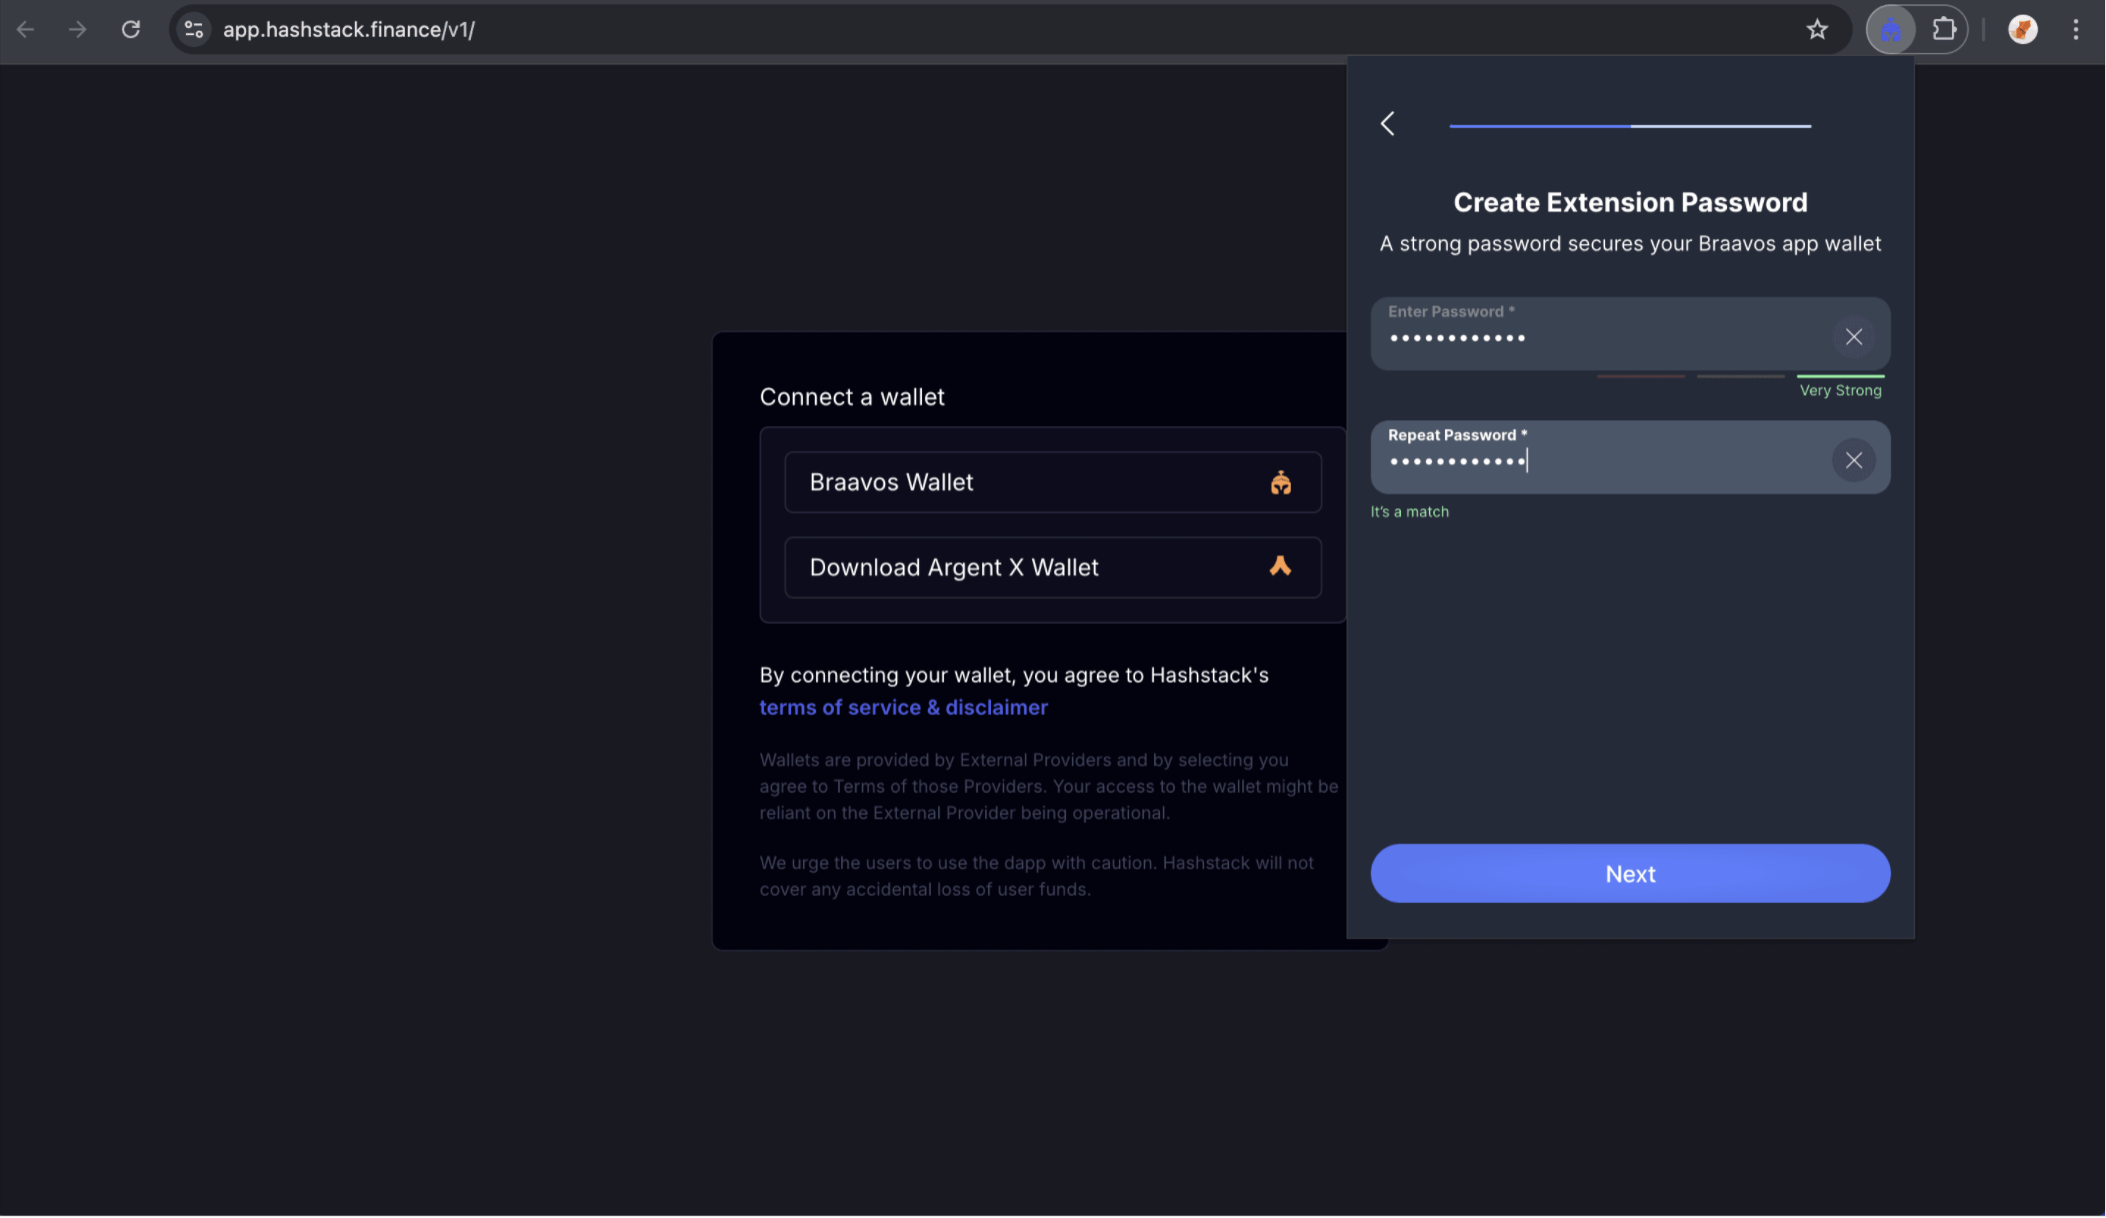 app.hashstack.finance/v1/
Connect a wallet
Braavos Wallet
Download Argent X Wallet
By connecting your wallet, you agree to Hashstack's
terms of service & disclaimer
Wallets are provided by External Providers and by selecting you
agree to Terms of those Providers. Your access to the wallet might be
reliant on the External Provider being operational.
We urge the users to use the dapp with caution. Hashstack will not
cover any accidental loss of user funds.
Create Extension Password
A strong password secures your Braavos app wallet
Enter Password *
••••••••••••
Very Strong
Repeat Password *
••••••••••••
It's a match
Next